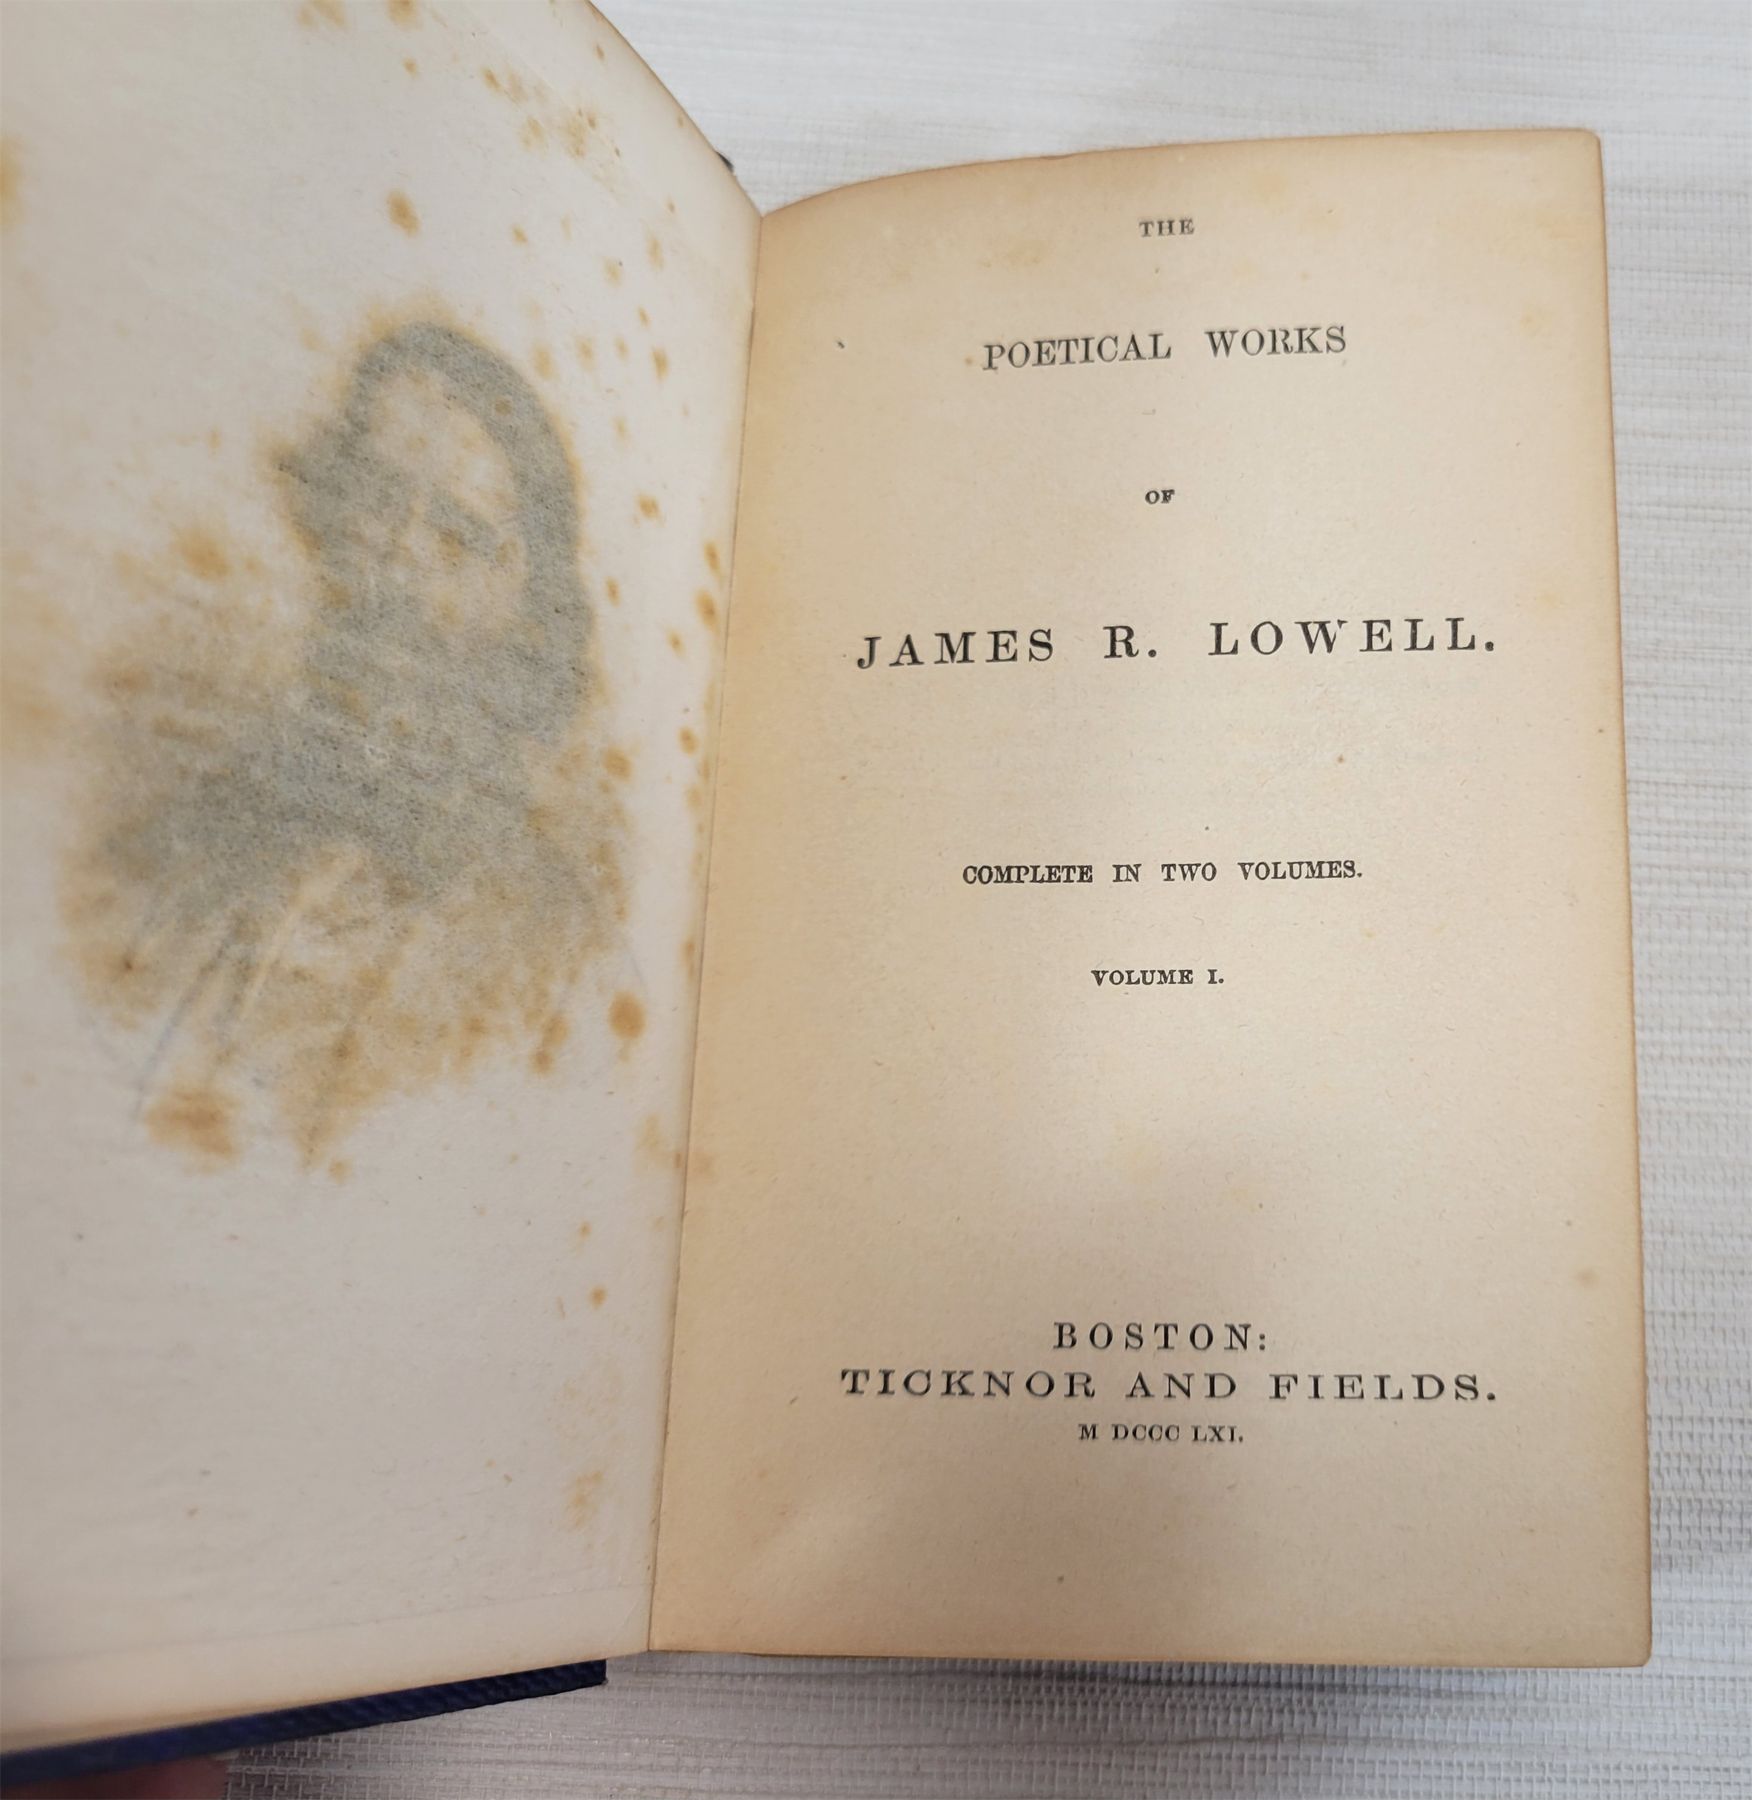 THE
POETICAL WORKS
OF
JAMES R. LOWELL.
COMPLETE IN TWO VOLUMES.
VOLUME I.
BOSTON:
TICKNOR AND FIELDS.
M DCCC LXI.